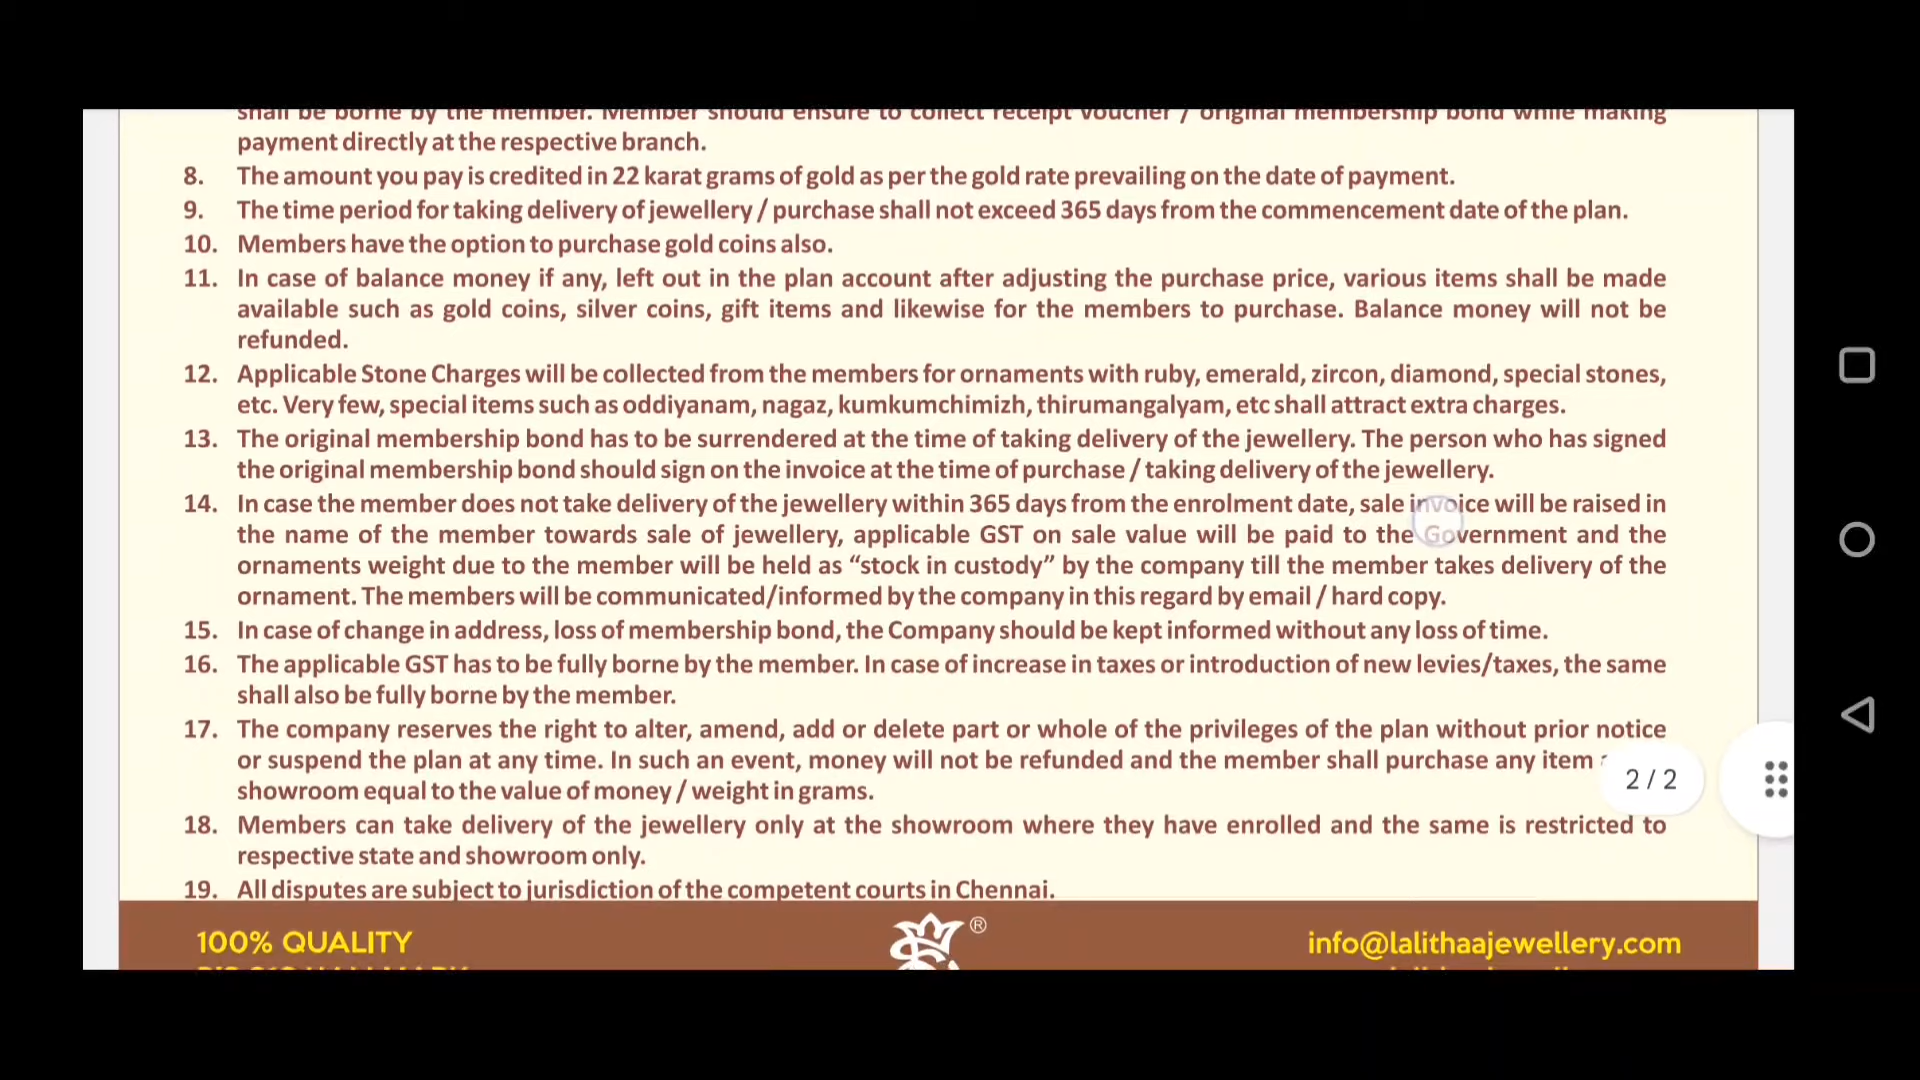 shall be borne by the member. Member should ensure to collect receipt voucher / original membership bond while making
payment directly at the respective branch.
8. The amount you pay is credited in 22 karat grams of gold as per the gold rate prevailing on the date of payment.
9. The time period for taking delivery of jewellery / purchase shall not exceed 365 days from the commencement date of the plan.
10. Members have the option to purchase gold coins also.
11. In case of balance money if any, left out in the plan account after adjusting the purchase price, various items shall be made
available such as gold coins, silver coins, gift items and likewise for the members to purchase. Balance money will not be
refunded.
12. Applicable Stone Charges will be collected from the members for ornaments with ruby, emerald, zircon, diamond, special stones,
etc. Very few, special items such as oddiyanam, nagaz, kumkumchimizh, thirumangalyam, etc shall attract extra charges.
13. The original membership bond has to be surrendered at the time of taking delivery of the jewellery. The person who has signed
the original membership bond should sign on the invoice at the time of purchase / taking delivery of the jewellery.
14. In case the member does not take delivery of the jewellery within 365 days from the enrolment date, sale invoice will be raised in
the name of the member towards sale of jewellery, applicable GST on sale value will be paid to the Government and the
ornaments weight due to the member will be held as “stock in custody” by the company till the member takes delivery of the
ornament. The members will be communicated/informed by the company in this regard by email / hard copy.
15. In case of change in address, loss of membership bond, the Company should be kept informed without any loss of time.
16. The applicable GST has to be fully borne by the member. In case of increase in taxes or introduction of new levies/taxes, the same
shall also be fully borne by the member.
17. The company reserves the right to alter, amend, add or delete part or whole of the privileges of the plan without prior notice
or suspend the plan at any time. In such an event, money will not be refunded and the member shall purchase any item
showroom equal to the value of money / weight in grams.
2 / 2
18. Members can take delivery of the jewellery only at the showroom where they have enrolled and the same is restricted to
respective state and showroom only.
19. All disputes are subject to jurisdiction of the competent courts in Chennai.
100% QUALITY
®
info@lalithaajewellery.com